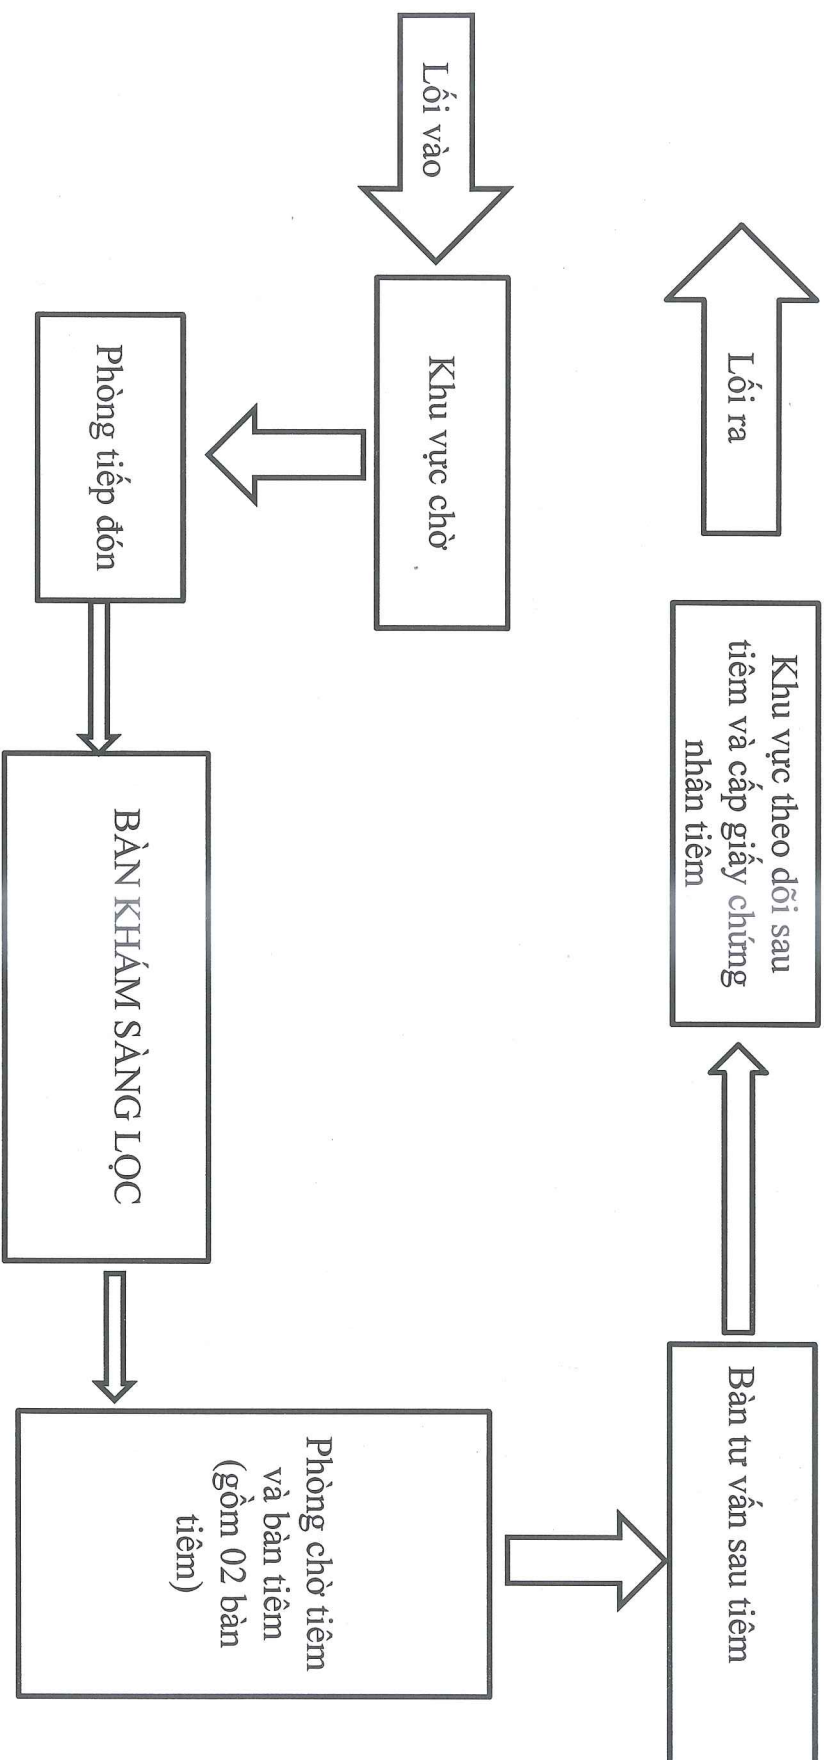 Lối vào
Khu vực chờ
Phòng tiếp đón
BÀN KHÁM SÀNG LỌC
Phòng chờ tiêm
và bàn tiêm
(gồm 02 bàn
tiêm)
Bàn tư vấn sau tiêm
Khu vực theo dõi sau
tiêm và cấp giấy chứng
nhân tiêm
Lối ra